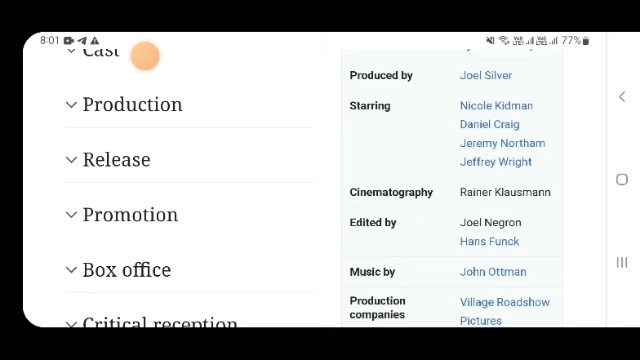 8:01
77%
Cast
Production
Release
Promotion
Box office
Critical reception
Produced by Joel Silver
Starring Nicole Kidman
Daniel Craig
Jeremy Northam
Jeffrey Wright
Cinematography Rainer Klausmann
Edited by Joel Negron
Hans Funck
Music by John Ottman
Production companies Village Roadshow
Pictures